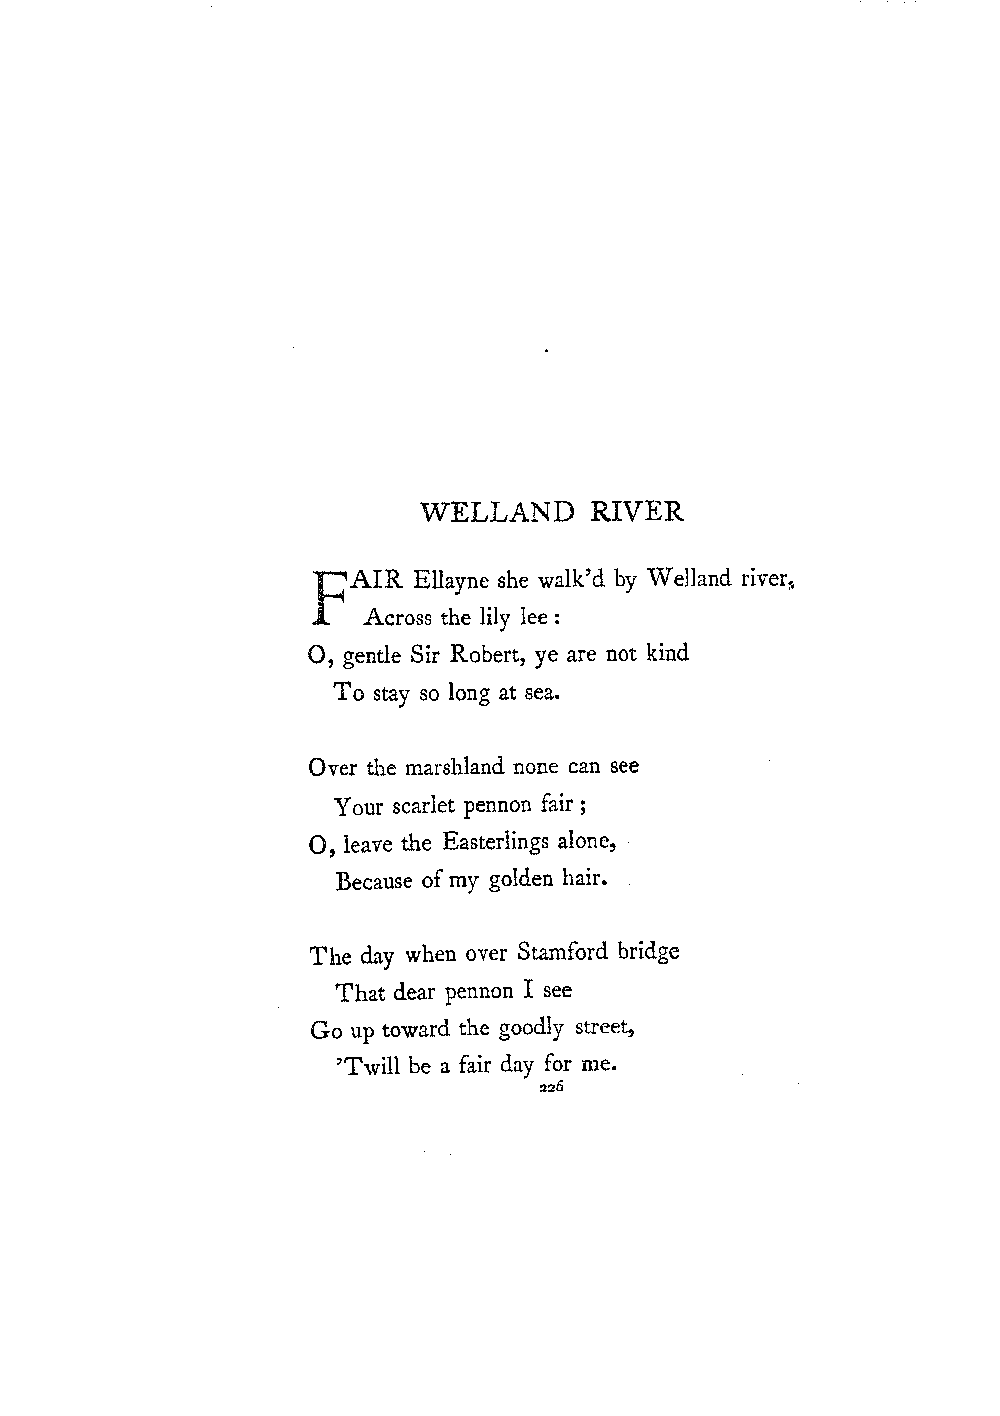 WELLAND RIVER
FAIR Ellayne she walk'd by Welland river,
Across the lily lee :
O, gentle Sir Robert, ye are not kind
To stay so long at sea.
Over the marshland none can see
Your scarlet pennon fair ;
O, leave the Easterlings alone,
Because of my golden hair.
The day when over Stamford bridge
That dear pennon I see
Go up toward the goodly street,
'Twill be a fair day for me.
226